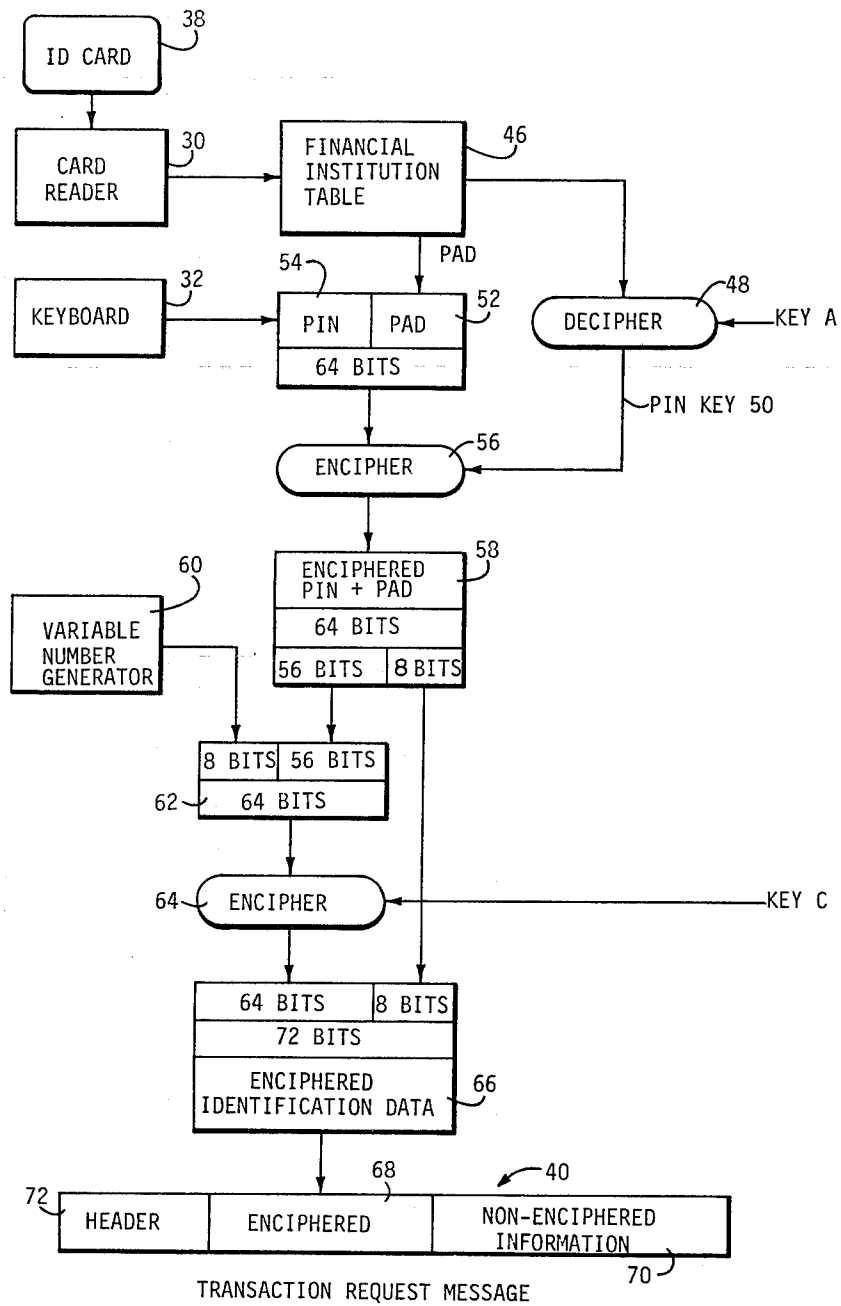 38
ID CARD
30
46
CARD
READER
FINANCIAL
INSTITUTION
TABLE
PAD
54
32
52
48
KEYBOARD
PIN
PAD
DECIPHER
KEY A
64 BITS
PIN KEY 50
56
ENCIPHER
58
ENCIPHERED
PIN + PAD
60
64 BITS
VARIABLE
NUMBER
GENERATOR
56 BITS
8 BITS
8 BITS
56 BITS
62
64 BITS
64
ENCIPHER
KEY C
64 BITS
8 BITS
72 BITS
ENCIPHERED
IDENTIFICATION DATA
66
68
40
72
HEADER
ENCIPHERED
NON-ENCIPHERED
INFORMATION
70
TRANSACTION REQUEST MESSAGE